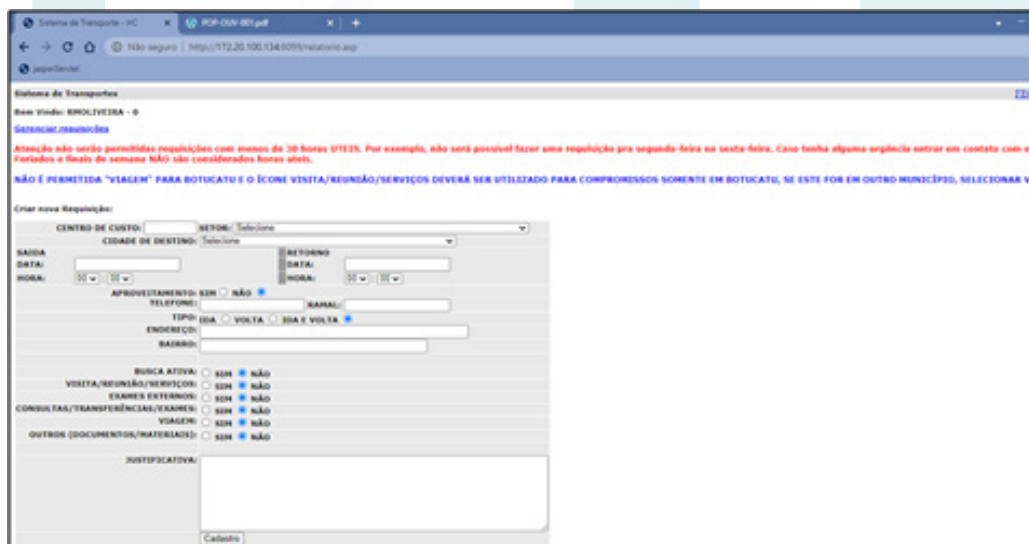 Sistema de Transporte - HC POP-OUV-001.pdf
Não seguro http://172.20.100.134:8099/relatorio.asp
JasperServlet
Sistema de Transportes
Bem Vindo: RMOLIVEIRA - 0
Gerenciar requisições
Atenção não serão permitidas requisições com menos de 30 horas UTEIS. Por exemplo, não será possivel fazer uma requisição pra segunda-feira na sexta-feira. Caso tenha alguma urgência entrar em contato com o
Feriados e finais de semana NÃO são considerados horas uteis.
NÃO É PERMITIDA "VIAGEM" PARA BOTUCATU E O ÍCONE VISITA/REUNIÃO/SERVIÇOS DEVERÁ SER UTILIZADO PARA COMPROMISSOS SOMENTE EM BOTUCATU, SE ESTE FOR EM OUTRO MUNICÍPIO, SELECIONAR V
Criar nova Requisição:
CENTRO DE CUSTO: SETOR: Selecione
CIDADE DE DESTINO: Selecione
SAIDA RETORNO
DATA: DATA:
HORA: : HORA: :
APROVEITAMENTO: SIM NÃO
TELEFONE: RAMAL:
TIPO: IDA VOLTA IDA E VOLTA
ENDEREÇO:
BAIRRO:
BUSCA ATIVA: SIM NÃO
VISITA/REUNIÃO/SERVIÇOS: SIM NÃO
EXAMES EXTERNOS: SIM NÃO
CONSULTAS/TRANSFERÊNCIAS/EXAMES: SIM NÃO
VIAGEM: SIM NÃO
OUTROS (DOCUMENTOS/MATERIAIS): SIM NÃO
JUSTIFICATIVA:
Cadastro